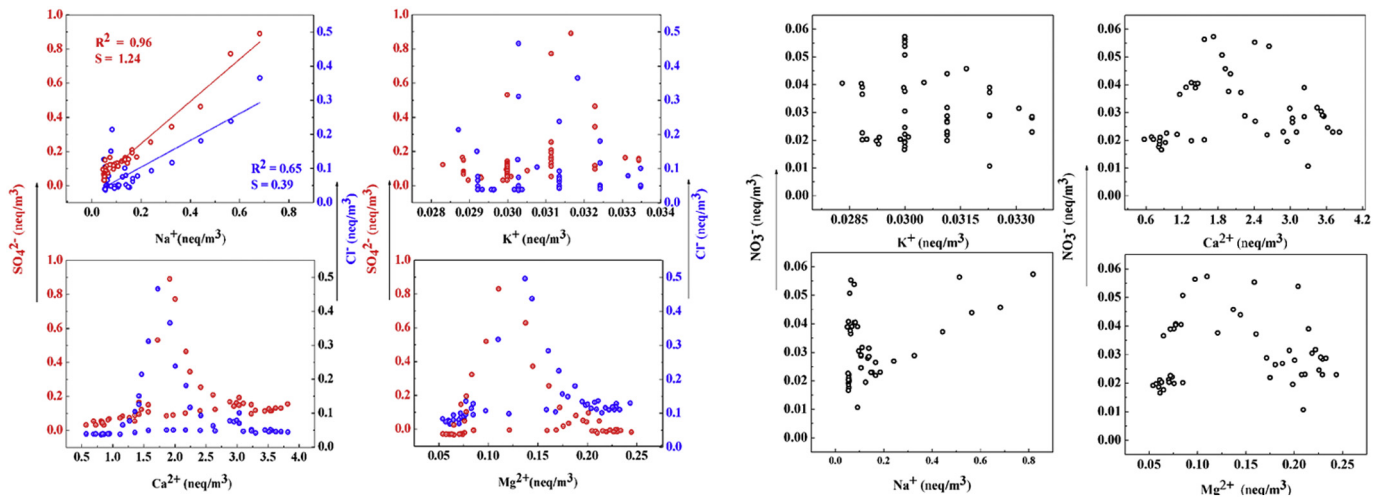 1.0
0.8
0.6
0.4
0.2
0.0
R2 = 0.96
S = 1.24
R2 = 0.65
S = 0.39
0.5
0.4
0.3
0.2
0.1
0.0
0.0 0.2 0.4 0.6 0.8
Na+(neq/m3)
SO42- (neq/m3)
Cl- (neq/m3)
1.0
0.8
0.6
0.4
0.2
0.0
0.5
0.4
0.3
0.2
0.1
0.0
0.028 0.029 0.030 0.031 0.032 0.033 0.034
K+ (neq/m3)
SO42- (neq/m3)
Cl- (neq/m3)
0.06
0.05
0.04
0.03
0.02
0.01
0.00
0.0285 0.0300 0.0315 0.0330
K+ (neq/m3)
NO3- (neq/m3)
0.06
0.05
0.04
0.03
0.02
0.01
0.00
0.6 1.2 1.8 2.4 3.0 3.6 4.2
Ca2+ (neq/m3)
NO3- (neq/m3)
1.0
0.8
0.6
0.4
0.2
0.0
0.5
0.4
0.3
0.2
0.1
0.0
0.5 1.0 1.5 2.0 2.5 3.0 3.5 4.0
Ca2+ (neq/m3)
1.0
0.8
0.6
0.4
0.2
0.0
0.5
0.4
0.3
0.2
0.1
0.0
0.05 0.10 0.15 0.20 0.25
Mg2+(neq/m3)
0.06
0.05
0.04
0.03
0.02
0.01
0.00
0.0 0.2 0.4 0.6 0.8
Na+ (neq/m3)
0.06
0.05
0.04
0.03
0.02
0.01
0.00
0.05 0.10 0.15 0.20 0.25
Mg2+ (neq/m3)